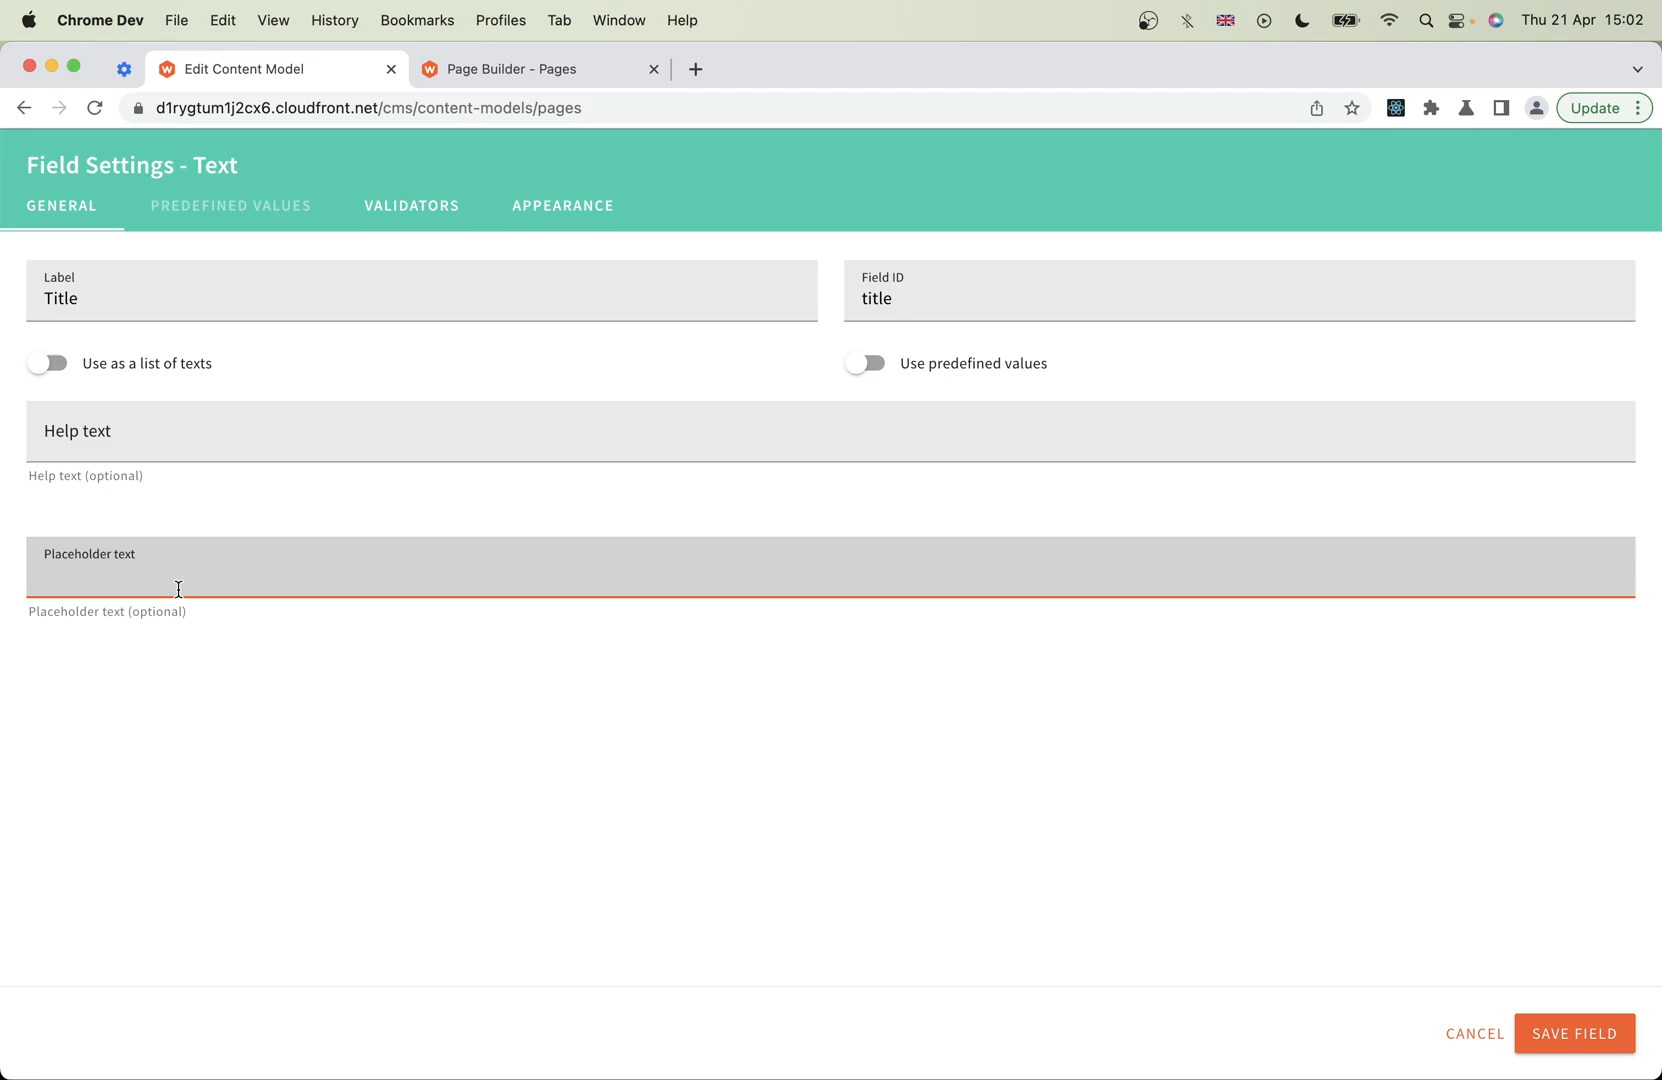 Chrome Dev File Edit View History Bookmarks Profiles Tab Window Help Thu 21 Apr 15:02
Edit Content Model Page Builder - Pages
d1rygtum1j2cx6.cloudfront.net/cms/content-models/pages Update
Field Settings - Text
GENERAL PREDEFINED VALUES VALIDATORS APPEARANCE
Label Field ID
Title title
Use as a list of texts Use predefined values
Help text
Help text (optional)
Placeholder text
Placeholder text (optional)
CANCEL SAVE FIELD